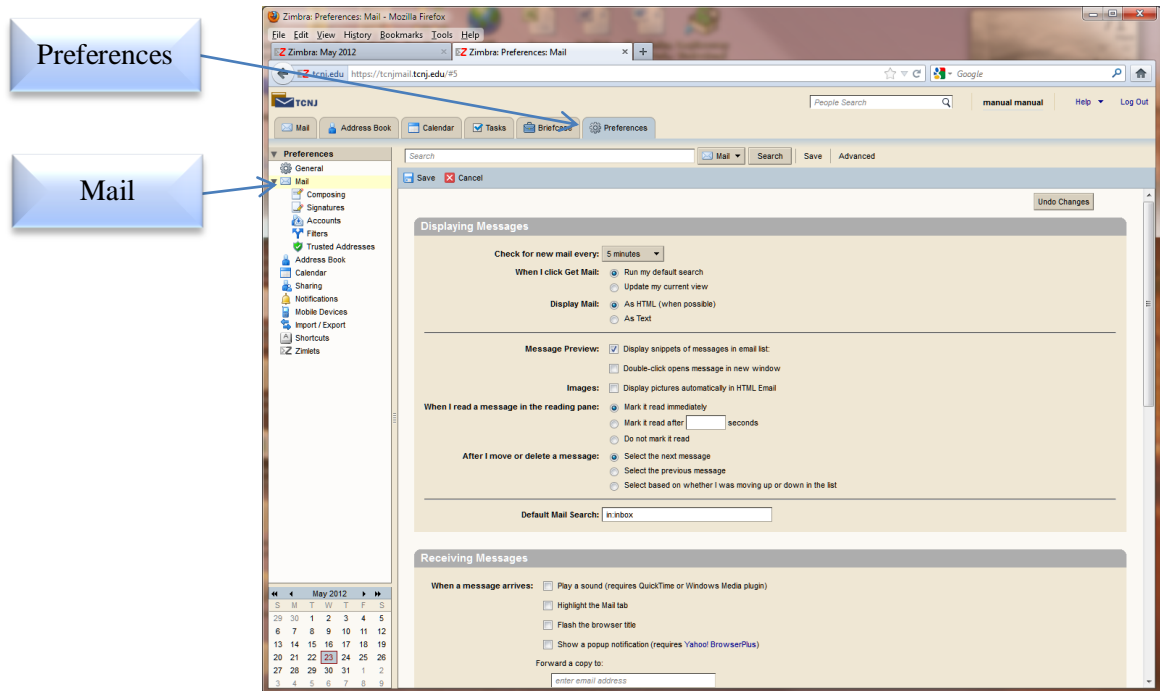 Preferences
Mail
Zimbra: Preferences: Mail - Mozilla Firefox
File Edit View History Bookmarks Tools Help
Zimbra: May 2012 Zimbra: Preferences: Mail
tcnj.edu https://tcnjmail.tcnj.edu/#5 Google
TCNJ People Search manual manual Help Log Out
Mail Address Book Calendar Tasks Briefcase Preferences
Preferences
General
Mail
Composing
Signatures
Accounts
Filters
Trusted Addresses
Address Book
Calendar
Sharing
Notifications
Mobile Devices
Import / Export
Shortcuts
Zimlets
May 2012
S M T W T F S
29 30 1 2 3 4 5
6 7 8 9 10 11 12
13 14 15 16 17 18 19
20 21 22 23 24 25 26
27 28 29 30 31 1 2
3 4 5 6 7 8 9
Search Mail Search Save Advanced
Save Cancel
Undo Changes
Displaying Messages
Check for new mail every: 5 minutes
When I click Get Mail: Run my default search
Update my current view
Display Mail: As HTML (when possible)
As Text
Message Preview: Display snippets of messages in email list:
Double-click opens message in new window
Images: Display pictures automatically in HTML Email
When I read a message in the reading pane: Mark it read immediately
Mark it read after seconds
Do not mark it read
After I move or delete a message: Select the next message
Select the previous message
Select based on whether I was moving up or down in the list
Default Mail Search: in:inbox
Receiving Messages
When a message arrives: Play a sound (requires QuickTime or Windows Media plugin)
Highlight the Mail tab
Flash the browser title
Show a popup notification (requires Yahoo! BrowserPlus)
Forward a copy to:
enter email address